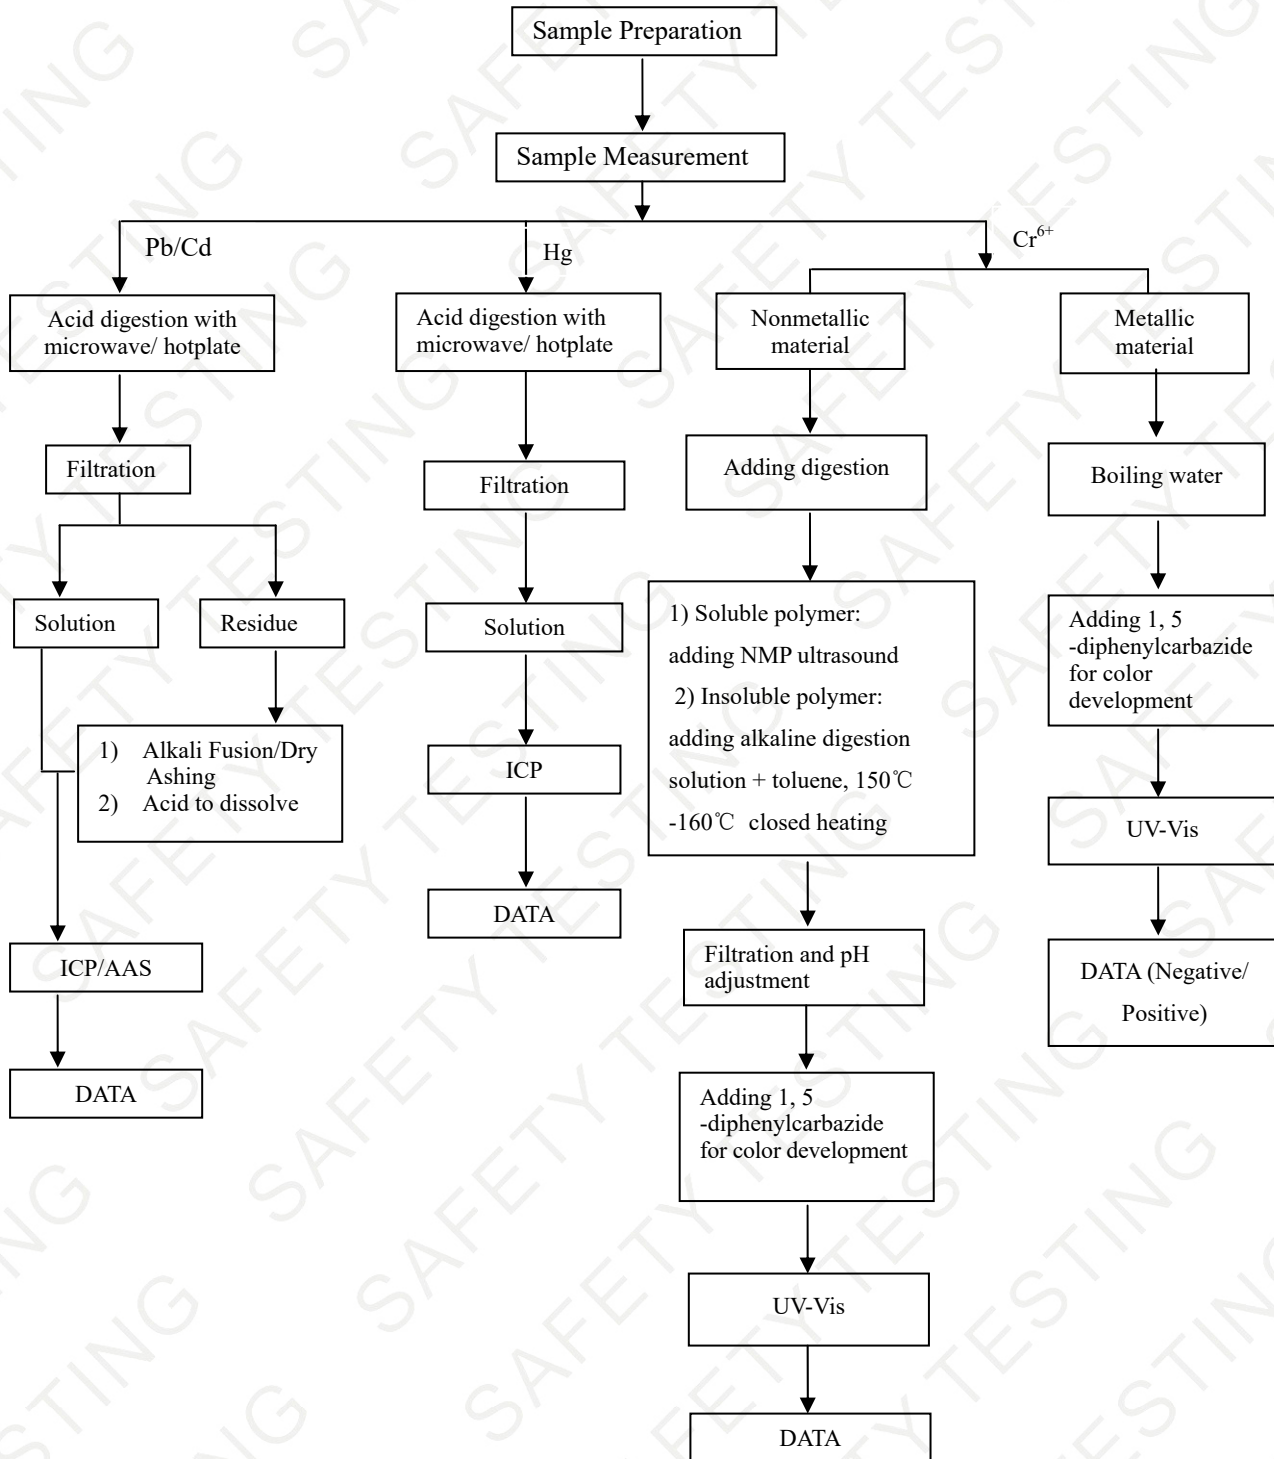 Sample Preparation
Sample Measurement
Pb/Cd
Hg
Cr⁶⁺
Acid digestion with
microwave/ hotplate
Filtration
Solution
Residue
1) Alkali Fusion/Dry
Ashing
2) Acid to dissolve
ICP/AAS
DATA
Acid digestion with
microwave/ hotplate
Filtration
Solution
ICP
DATA
Nonmetallic
material
Adding digestion
1) Soluble polymer:
adding NMP ultrasound
2) Insoluble polymer:
adding alkaline digestion
solution + toluene, 150℃
-160℃ closed heating
Filtration and pH
adjustment
Adding 1, 5
-diphenylcarbazide
for color development
UV-Vis
DATA
Metallic
material
Boiling water
Adding 1, 5
-diphenylcarbazide
for color
development
UV-Vis
DATA (Negative/
Positive)
SAFETY TESTING